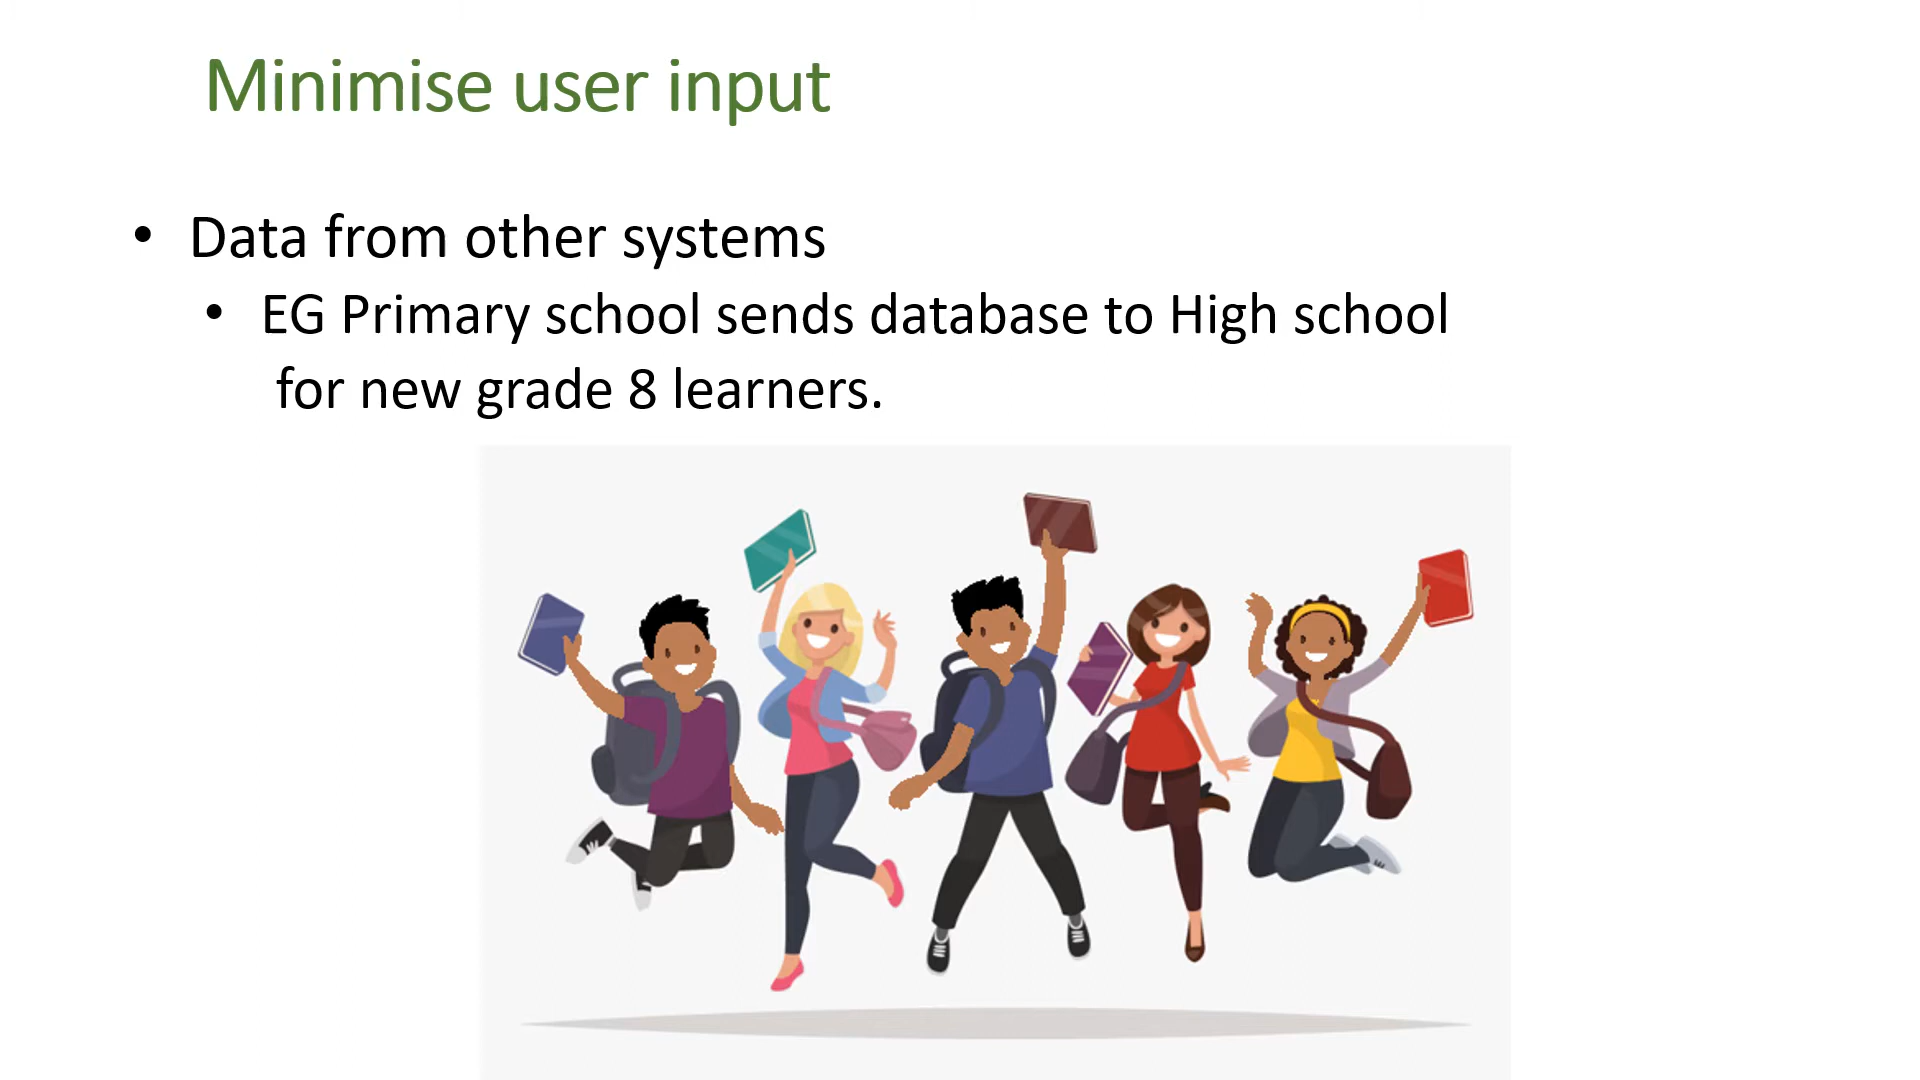 Minimise user input
• Data from other systems
• EG Primary school sends database to High school
for new grade 8 learners.